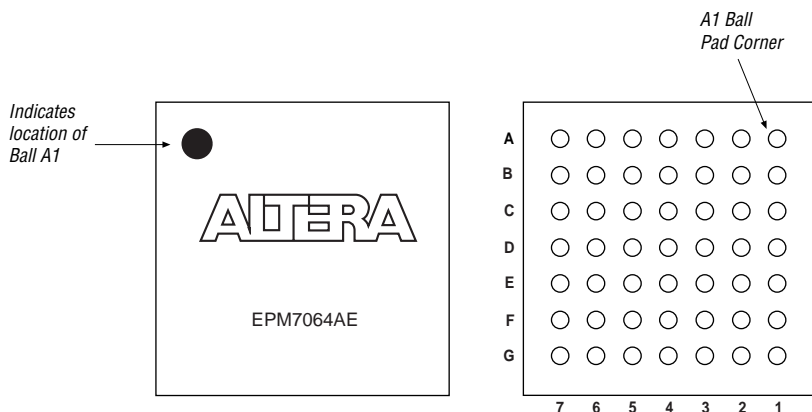 A1 Ball
Pad Corner
Indicates
location of
Ball A1
ALTERA
EPM7064AE
A
B
C
D
E
F
G
7 6 5 4 3 2 1